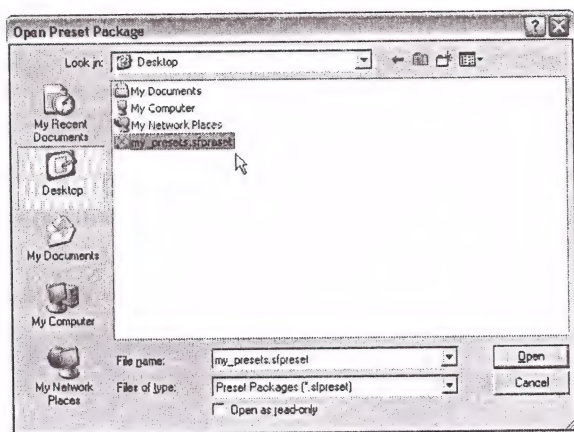 Open Preset Package
Look in: Desktop
My Documents
My Computer
My Network Places
my_presets.sfpreset
My Recent
Documents
Desktop
My Documents
My Computer
My Network
Places
File name: my_presets.sfpreset Open
Files of type: Preset Packages (*.sfpreset) Cancel
Open as read-only